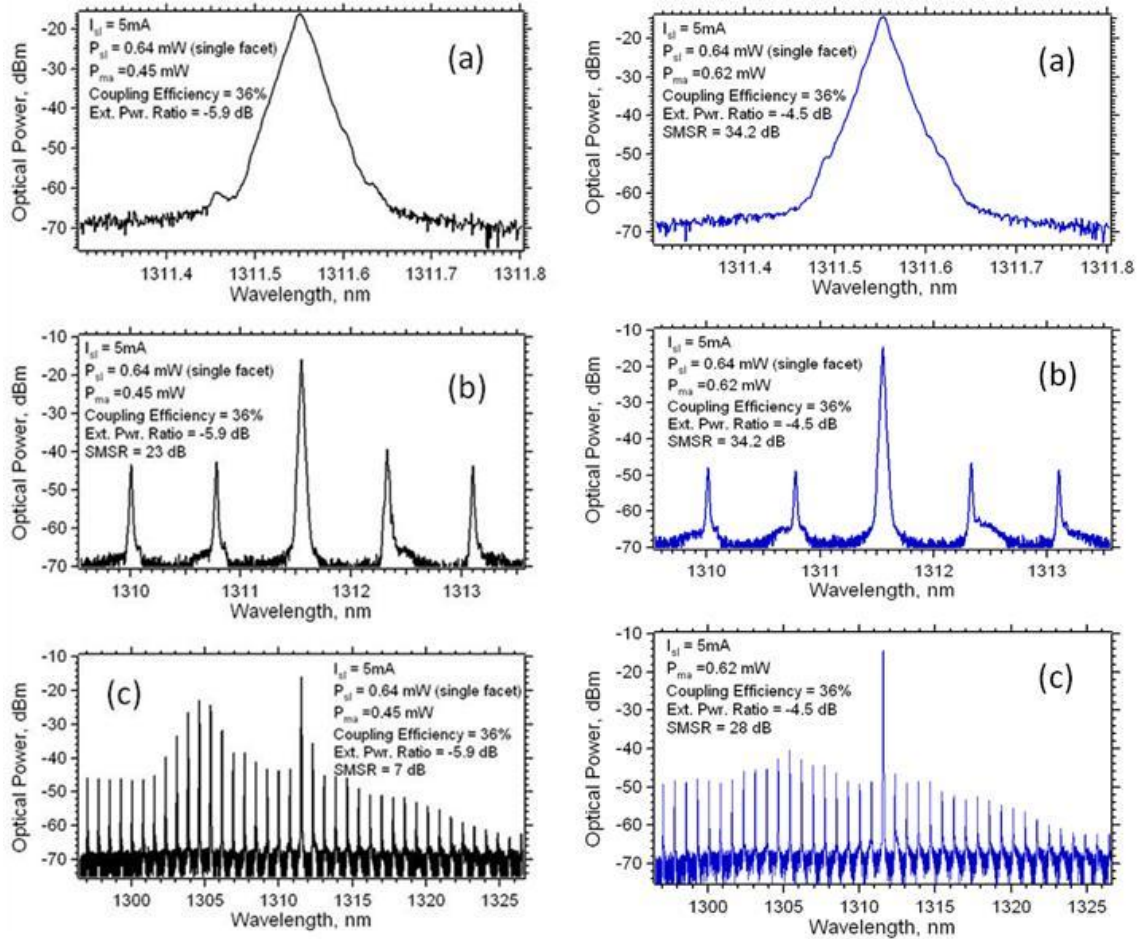 I_sl = 5mA
P_sl = 0.64 mW (single facet)
P_ma =0.45 mW
Coupling Efficiency = 36%
Ext. Pwr. Ratio = -5.9 dB
(a)
Optical Power, dBm
-20
-30
-40
-50
-60
-70
1311.4 1311.5 1311.6 1311.7 1311.8
Wavelength, nm
I_sl = 5mA
P_sl = 0.64 mW (single facet)
P_ma =0.62 mW
Coupling Efficiency = 36%
Ext. Pwr. Ratio = -4.5 dB
SMSR = 34.2 dB
(a)
Optical Power, dBm
-20
-30
-40
-50
-60
-70
1311.4 1311.5 1311.6 1311.7 1311.8
Wavelength, nm
I_sl = 5mA
P_sl = 0.64 mW (single facet)
P_ma =0.45 mW
Coupling Efficiency = 36%
Ext. Pwr. Ratio = -5.9 dB
SMSR = 23 dB
(b)
Optical Power, dBm
-10
-20
-30
-40
-50
-60
-70
1310 1311 1312 1313
Wavelength, nm
I_sl = 5mA
P_sl = 0.64 mW (single facet)
P_ma =0.62 mW
Coupling Efficiency = 36%
Ext. Pwr. Ratio = -4.5 dB
SMSR = 34.2 dB
(b)
Optical Power, dBm
-10
-20
-30
-40
-50
-60
-70
1310 1311 1312 1313
Wavelength, nm
(c)
I_sl = 5mA
P_sl = 0.64 mW (single facet)
P_ma =0.45 mW
Coupling Efficiency = 36%
Ext. Pwr. Ratio = -5.9 dB
SMSR = 7 dB
Optical Power, dBm
-10
-20
-30
-40
-50
-60
-70
1300 1305 1310 1315 1320 1325
Wavelength, nm
I_sl = 5mA
P_ma =0.62 mW
Coupling Efficiency = 36%
Ext. Pwr. Ratio = -4.5 dB
SMSR = 28 dB
(c)
Optical Power, dBm
-10
-20
-30
-40
-50
-60
-70
1300 1305 1310 1315 1320 1325
Wavelength, nm